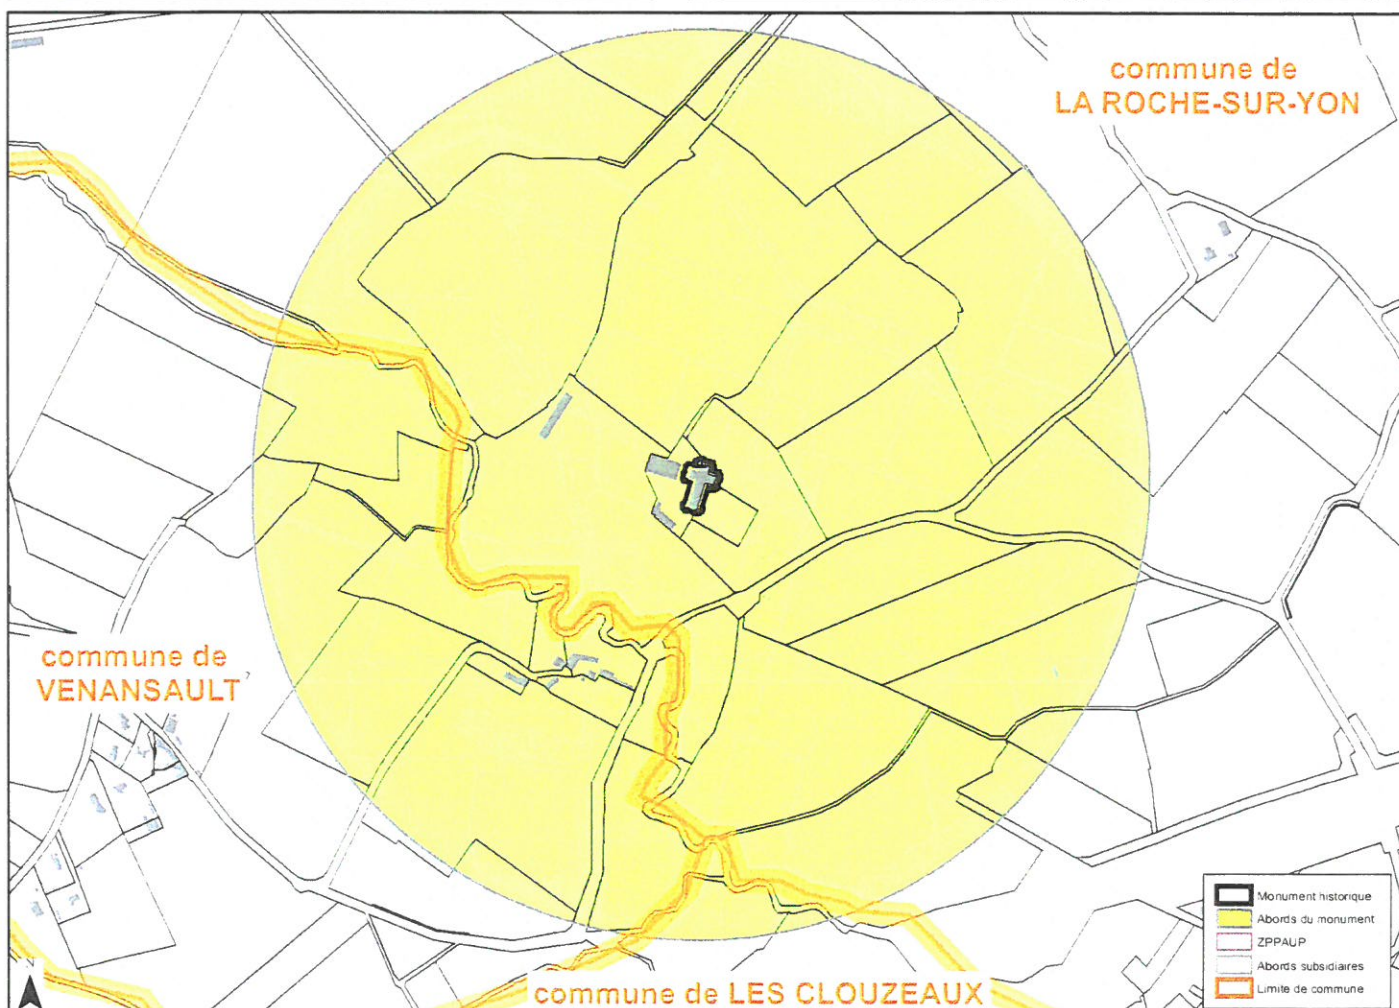 commune de
LA ROCHE-SUR-YON
commune de
VENANSAULT
commune de LES CLOUZEAUX
Monument historique
Abords du monument
ZPPAUP
Abords subsidiaires
Limite de commune
N